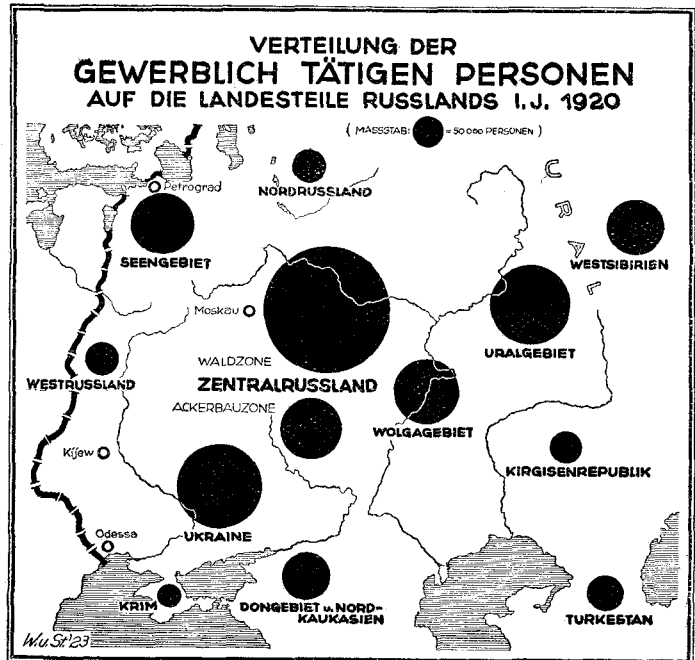 VERTEILUNG DER
GEWERBLICH TÄTIGEN PERSONEN
AUF DIE LANDESTEILE RUSSLANDS I.J. 1920
( MASSSTAB: = 50 000 PERSONEN )
NORDRUSSLAND
URAL
Petrograd
SEENGEBIET
WESTSIBIRIEN
Moskau
URALGEBIET
WALDZONE
WESTRUSSLAND
ZENTRALRUSSLAND
ACKERBAUZONE
WOLGAGEBIET
Kijew
KIRGISENREPUBLIK
UKRAINE
Odessa
KRIM
DONGEBIET u. NORD-
KAUKASIEN
TURKESTAN
W.u.St.'23